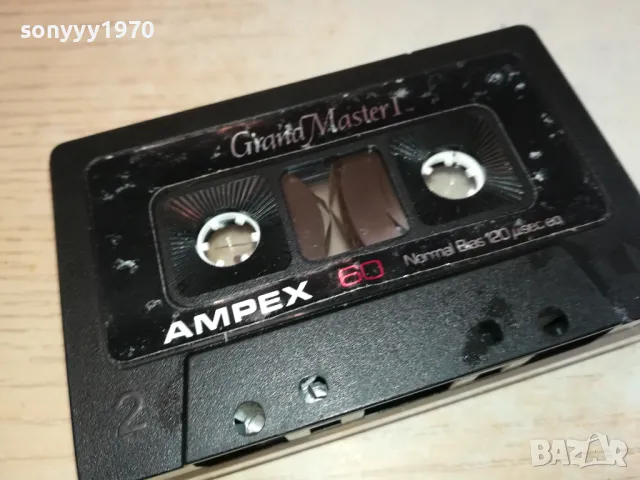 sonyyy1970
Grand Master I
AMPEX 60 Normal Bias 120 µsec eq
2
BAZAR